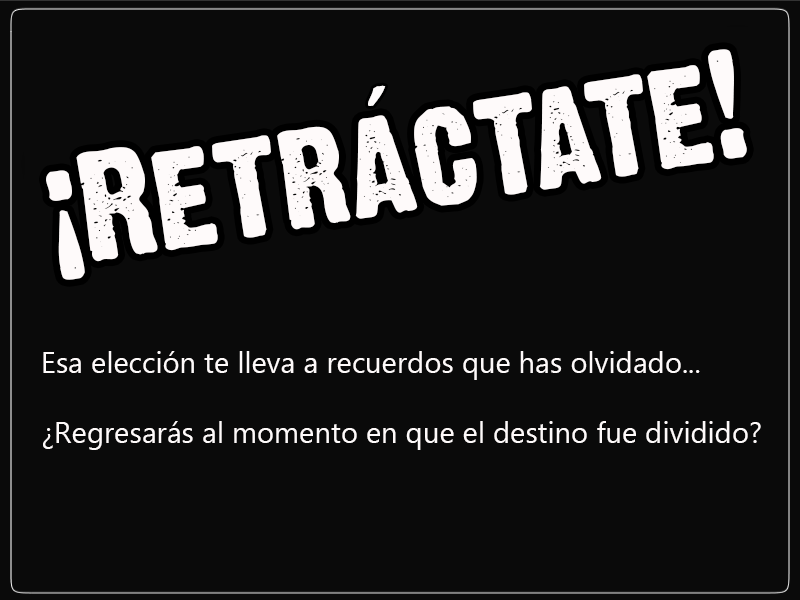 ¡RETRÁCTATE!
Esa elección te lleva a recuerdos que has olvidado...
¿Regresarás al momento en que el destino fue dividido?